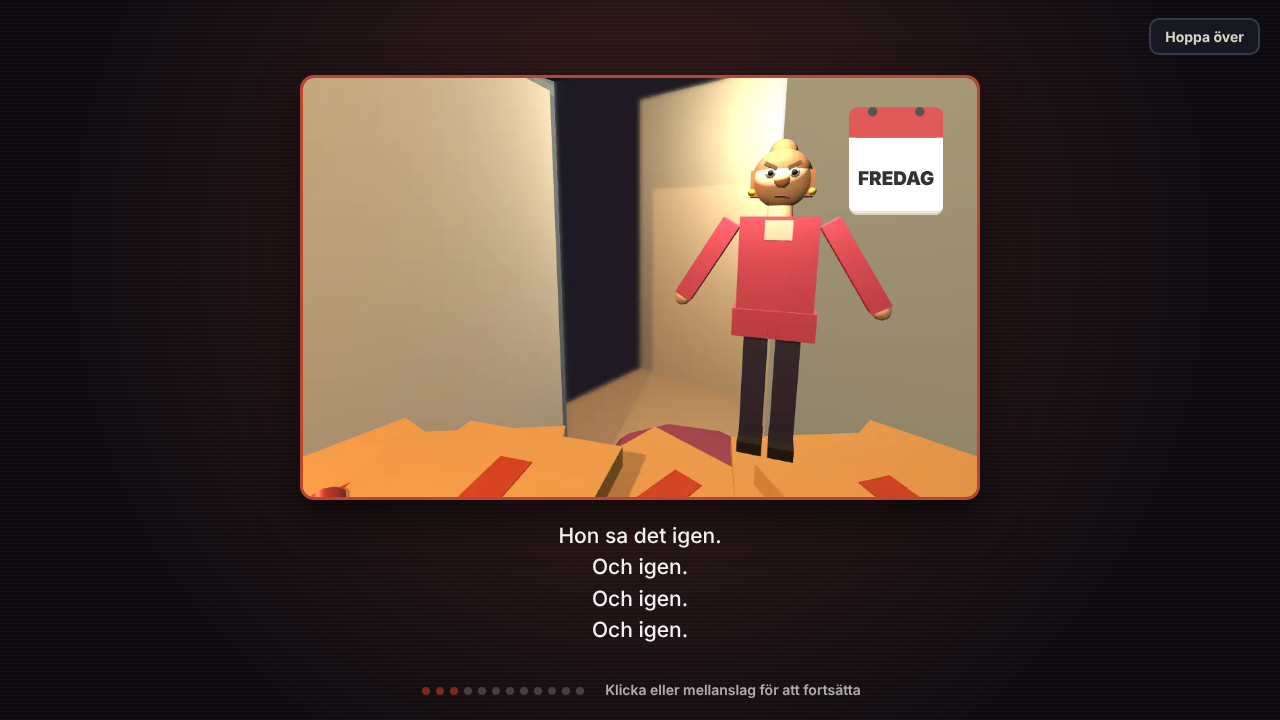 Hoppa över
FREDAG
Hon sa det igen.
Och igen.
Och igen.
Och igen.
Klicka eller mellanslag för att fortsätta